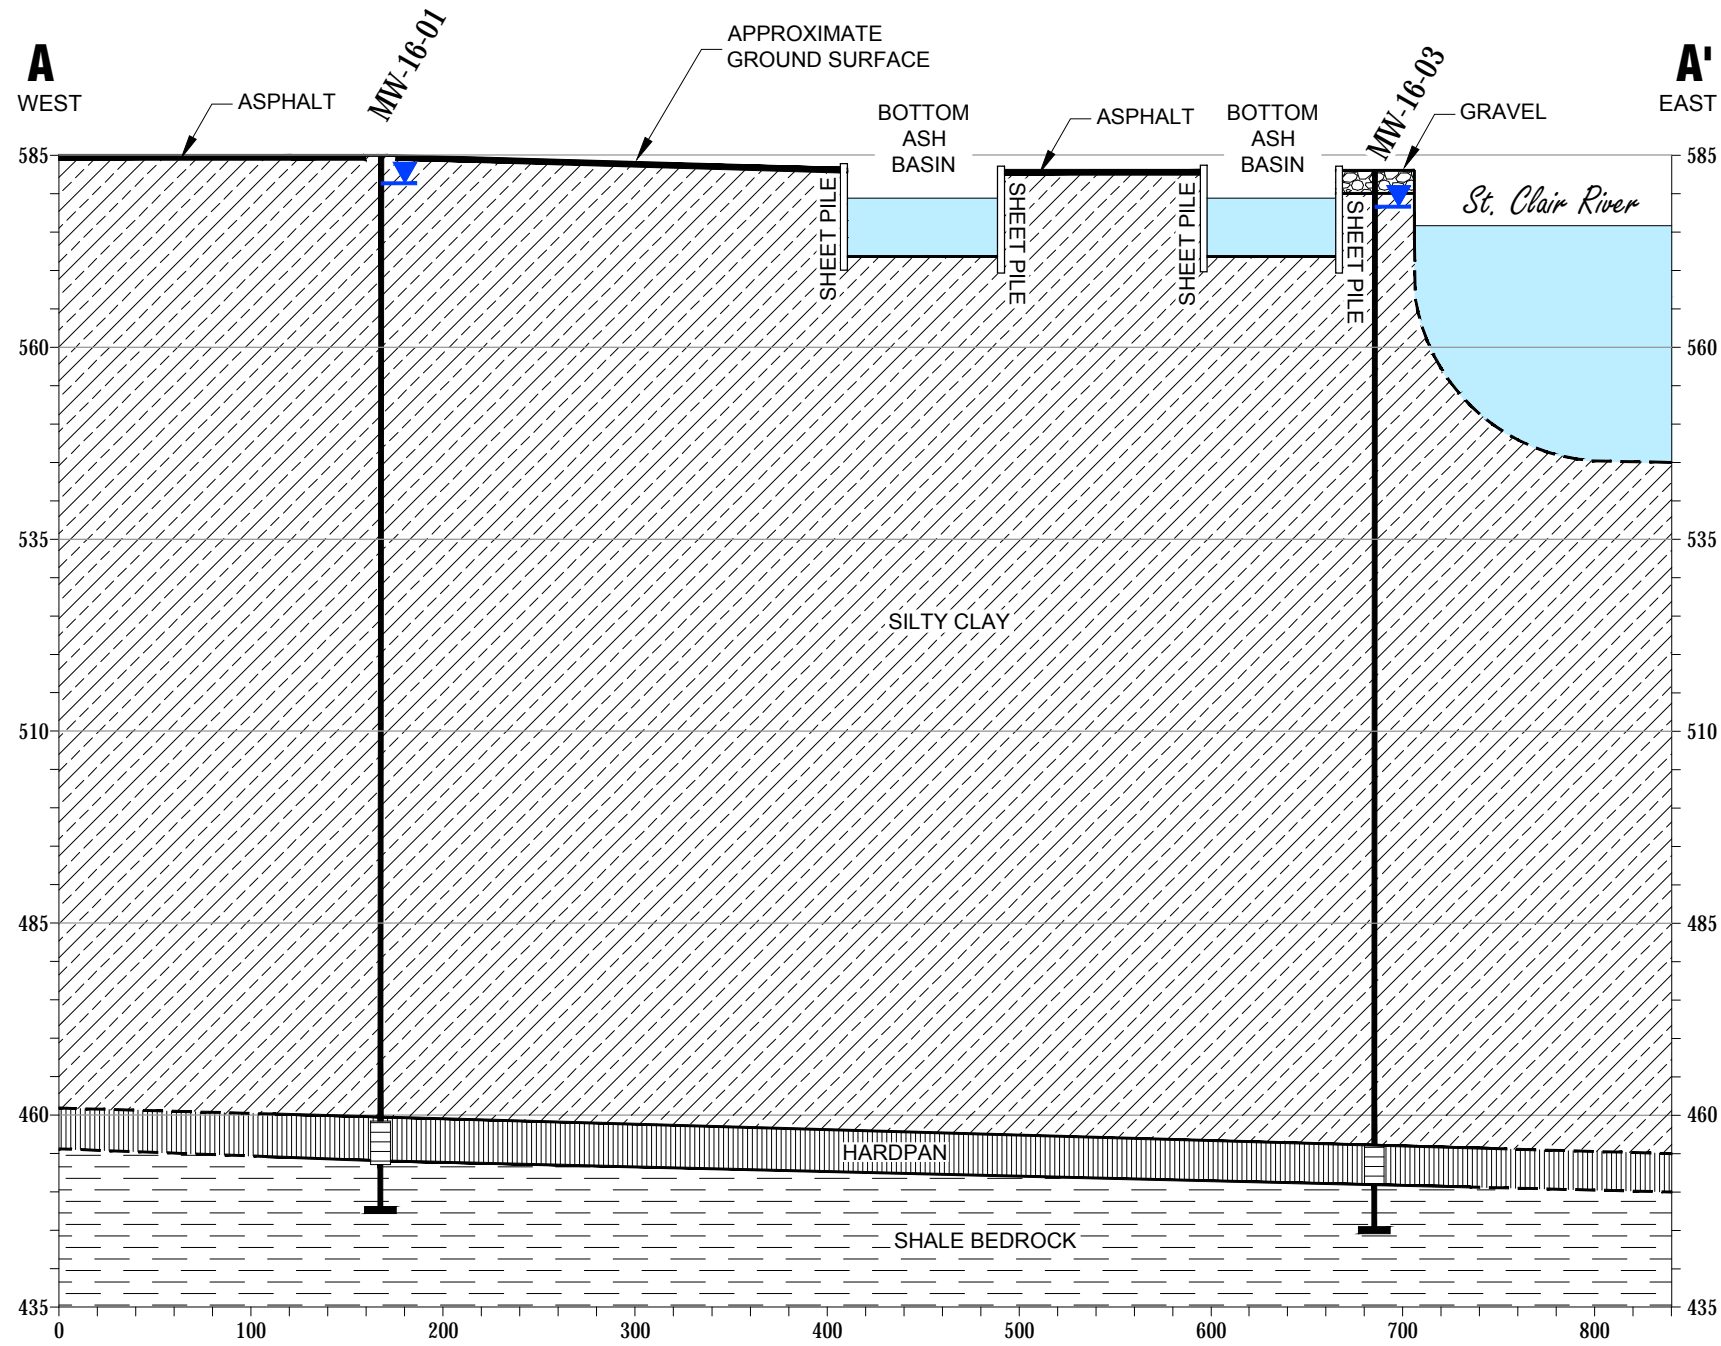 A
WEST
ASPHALT
MW-16-01
APPROXIMATE
GROUND SURFACE
BOTTOM
ASH
BASIN
ASPHALT
BOTTOM
ASH
BASIN
MW-16-03
GRAVEL
A'
EAST
585
585
SHEET PILE
SHEET PILE
SHEET PILE
SHEET PILE
St. Clair River
560
560
535
535
SILTY CLAY
510
510
485
485
460
460
HARDPAN
SHALE BEDROCK
435
435
0
100
200
300
400
500
600
700
800